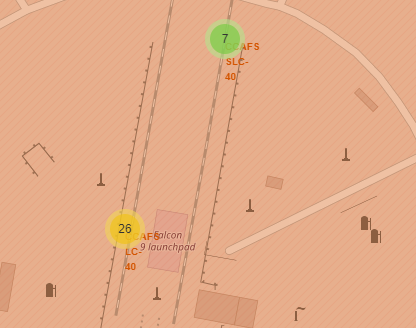 7
CCAFS
SLC-
40
26
CCAFS
LC-
40
Falcon
9 launchpad